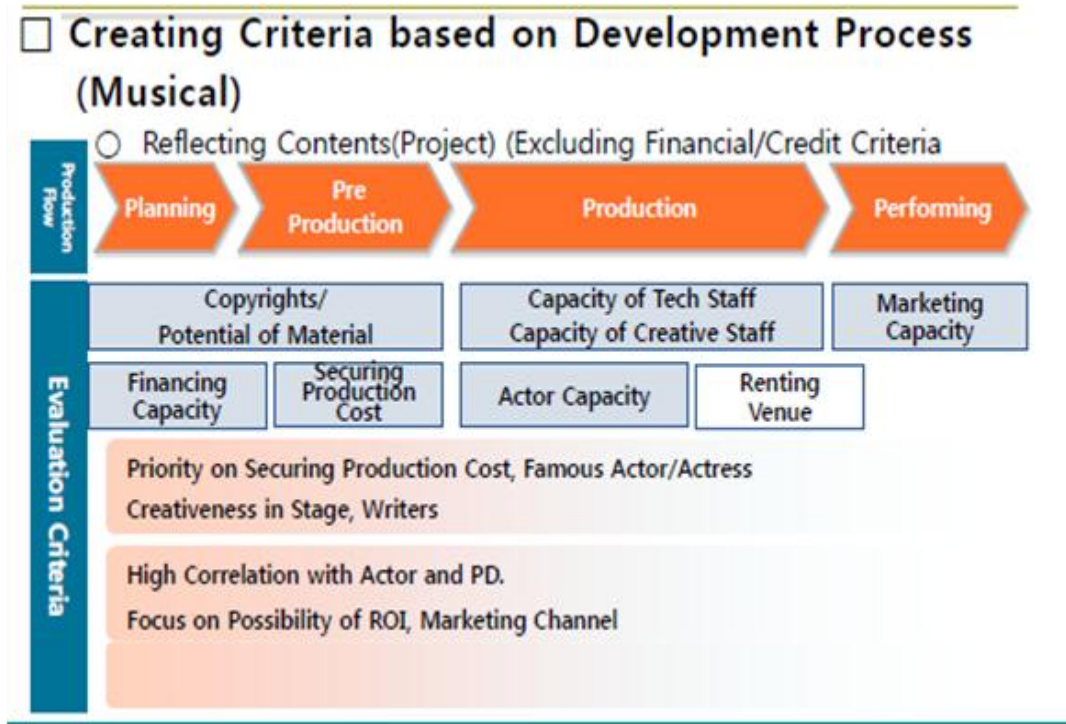 □ Creating Criteria based on Development Process
(Musical)
○ Reflecting Contents(Project) (Excluding Financial/Credit Criteria
Production
Flow
Planning
Pre
Production
Production
Performing
Evaluation Criteria
Copyrights/
Potential of Material
Capacity of Tech Staff
Capacity of Creative Staff
Marketing
Capacity
Financing
Capacity
Securing
Production
Cost
Actor Capacity
Renting
Venue
Priority on Securing Production Cost, Famous Actor/Actress
Creativeness in Stage, Writers
High Correlation with Actor and PD.
Focus on Possibility of ROI, Marketing Channel